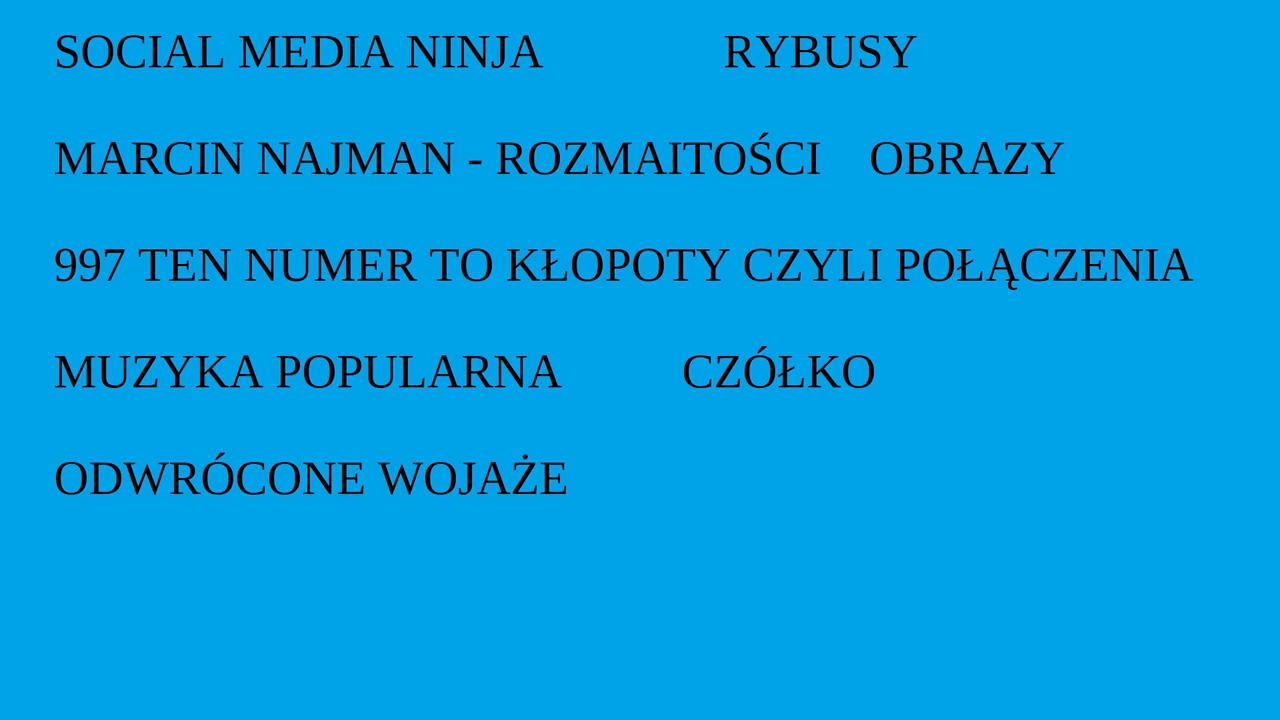 SOCIAL MEDIA NINJA RYBUSY
MARCIN NAJMAN - ROZMAITOŚCI OBRAZY
997 TEN NUMER TO KŁOPOTY CZYLI POŁĄCZENIA
MUZYKA POPULARNA CZÓŁKO
ODWRÓCONE WOJAŻE